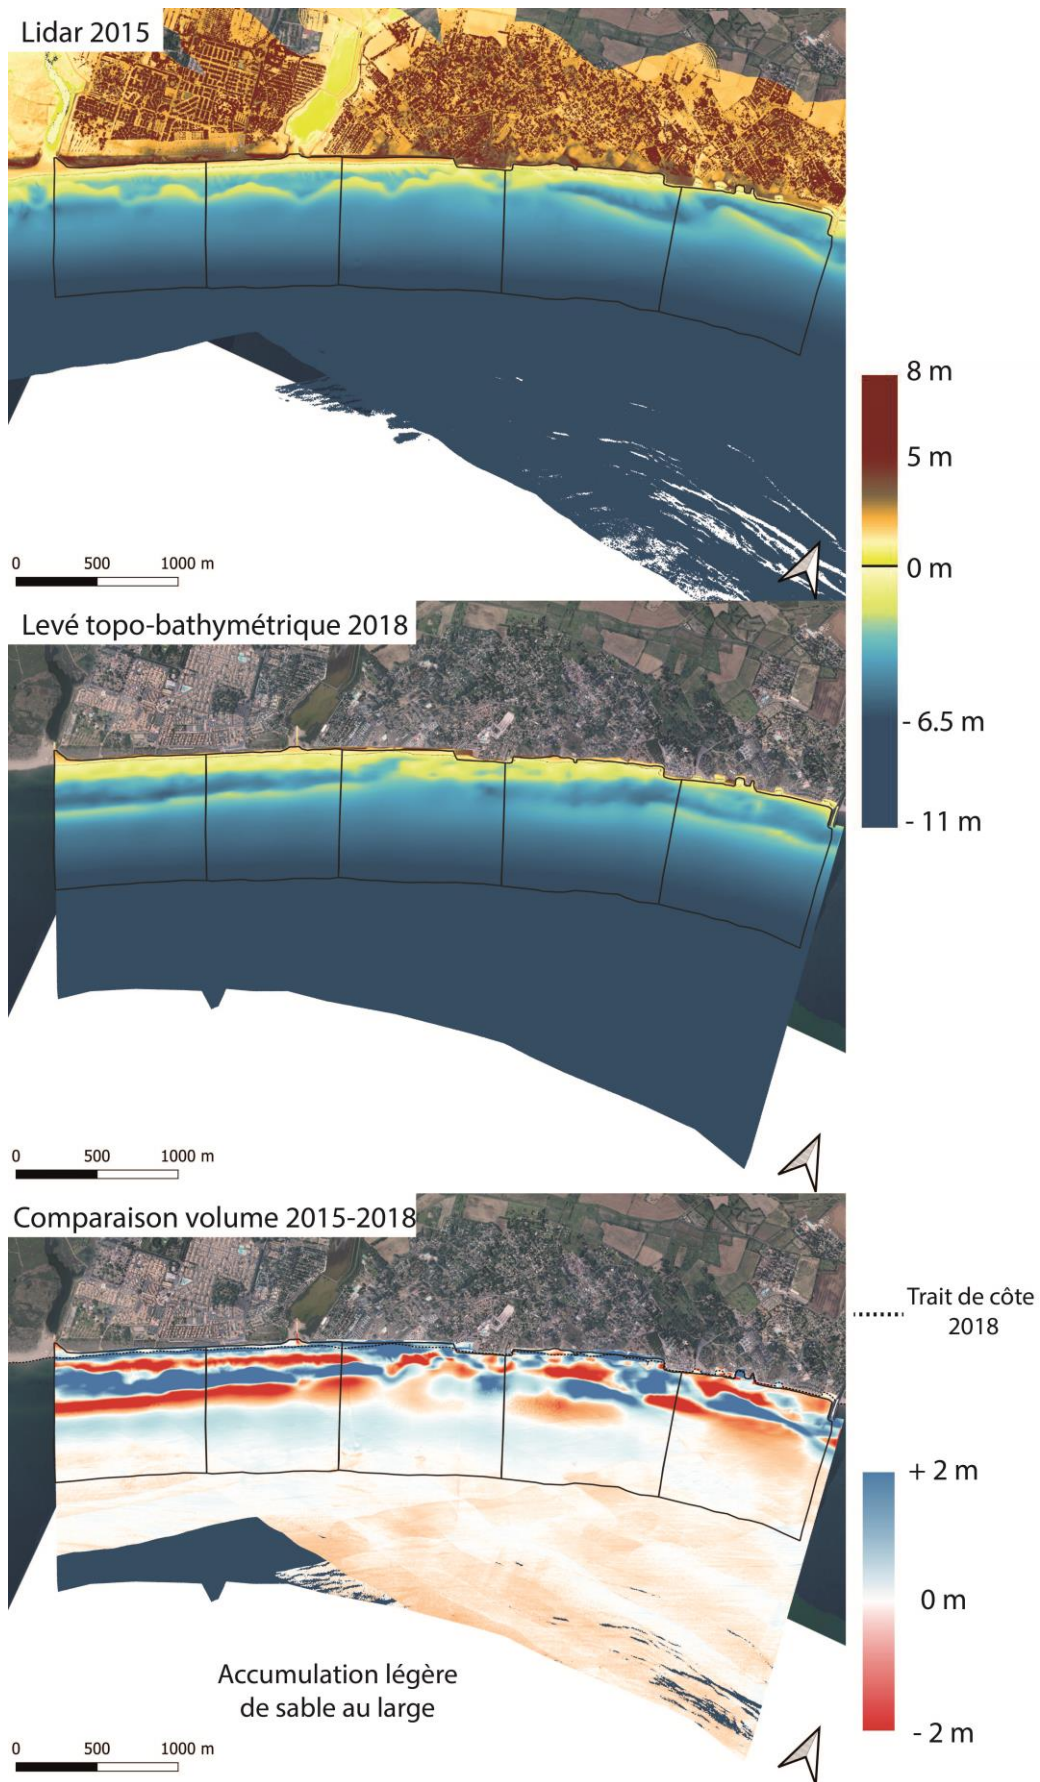 Lidar 2015
8 m
5 m
0 m
- 6.5 m
- 11 m
0 500 1000 m
Levé topo-bathymétrique 2018
0 500 1000 m
Comparaison volume 2015-2018
Trait de côte
2018
+ 2 m
0 m
- 2 m
Accumulation légère
de sable au large
0 500 1000 m